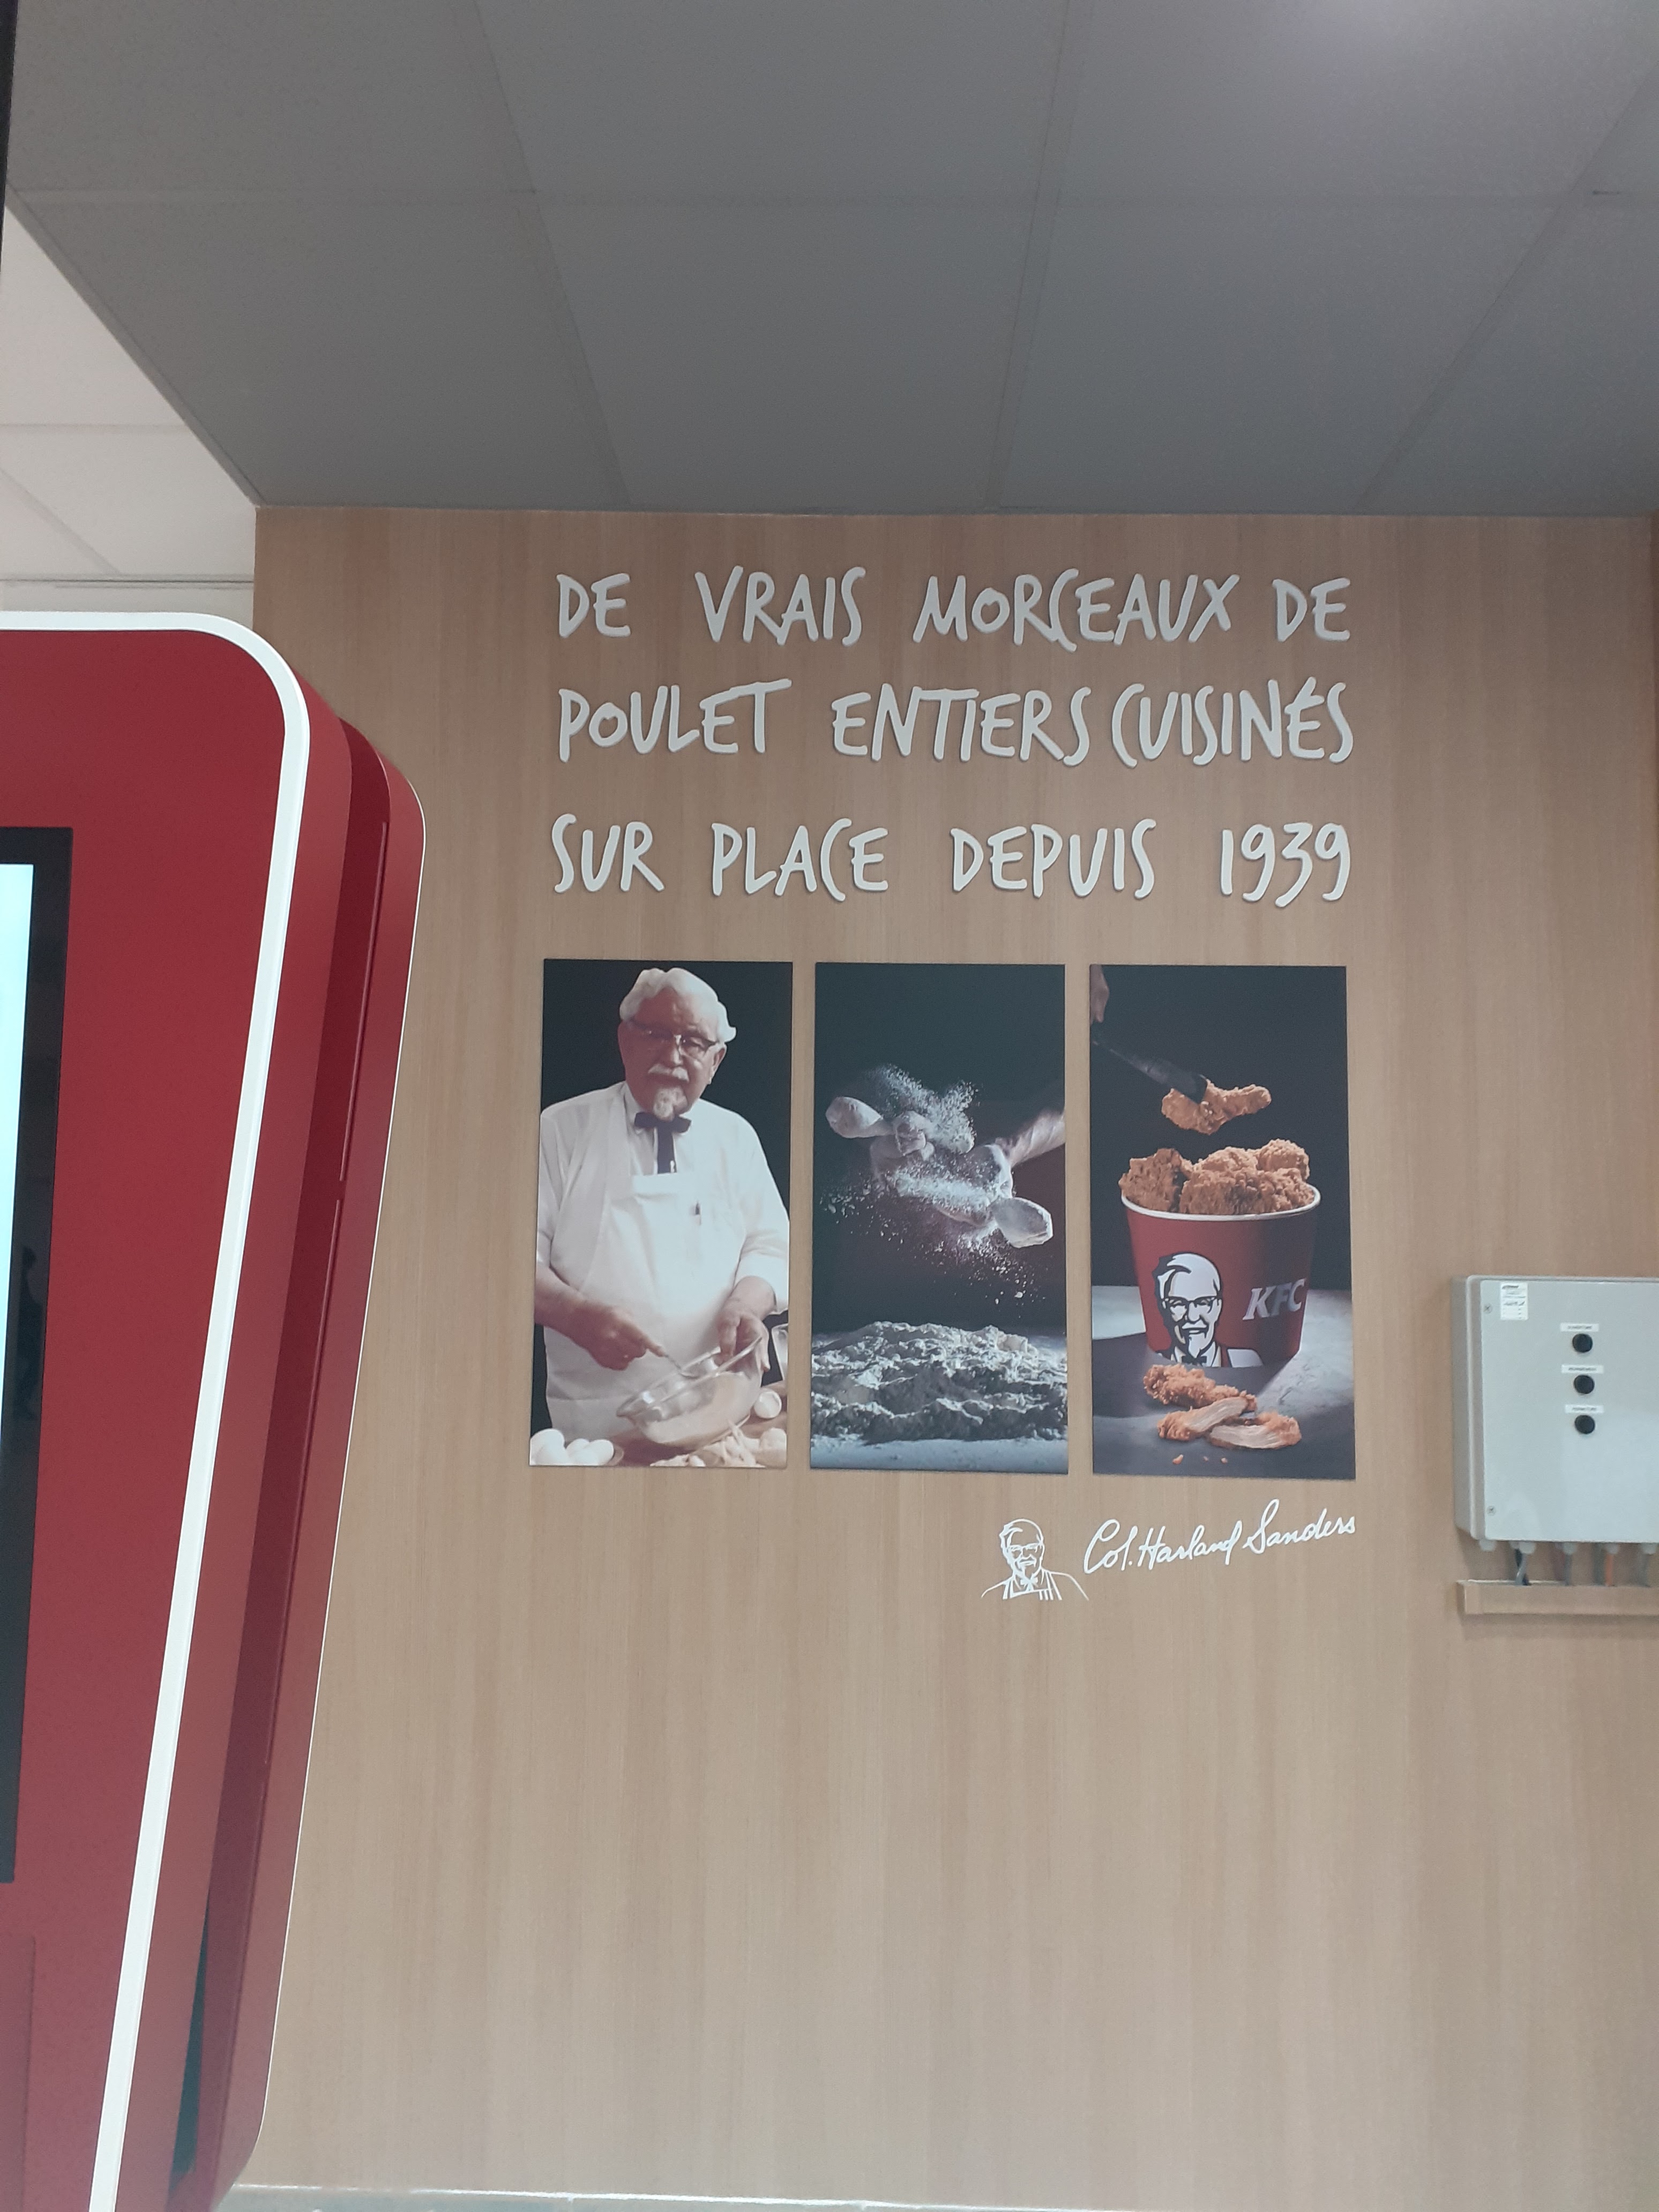 DE VRAIS MORCEAUX DE
POULET ENTIERS CUISINÉS
SUR PLACE DEPUIS 1939
KFC
Col. Harland Sanders